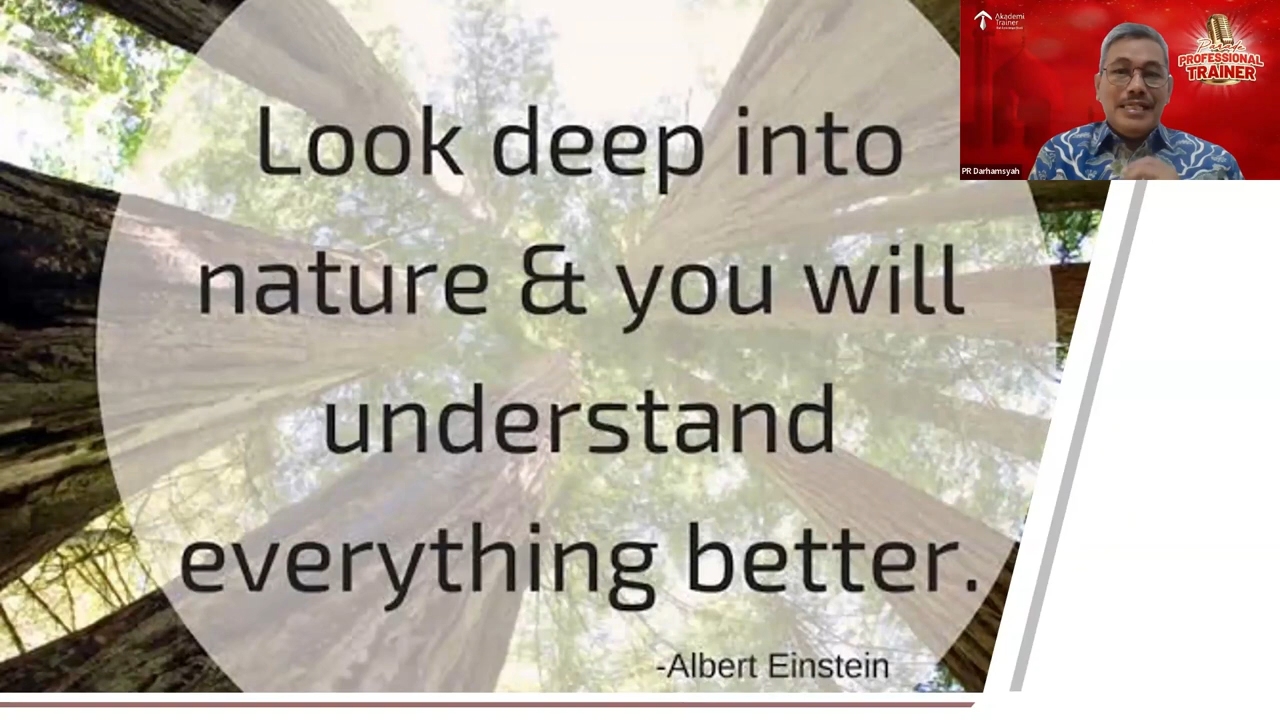 Look deep into
nature & you will
understand
everything better.
-Albert Einstein
Akademi
Trainer
PROFESSIONAL
TRAINER
PR Darhamsyah